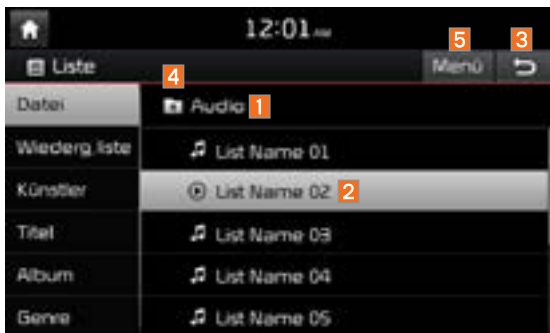 12:01 AM
5
3
Liste
Menü
4
Datei
Audio 1
Wiederg.liste
List Name 01
Künstler
List Name 02 2
Titel
List Name 03
Album
List Name 04
Genre
List Name 05